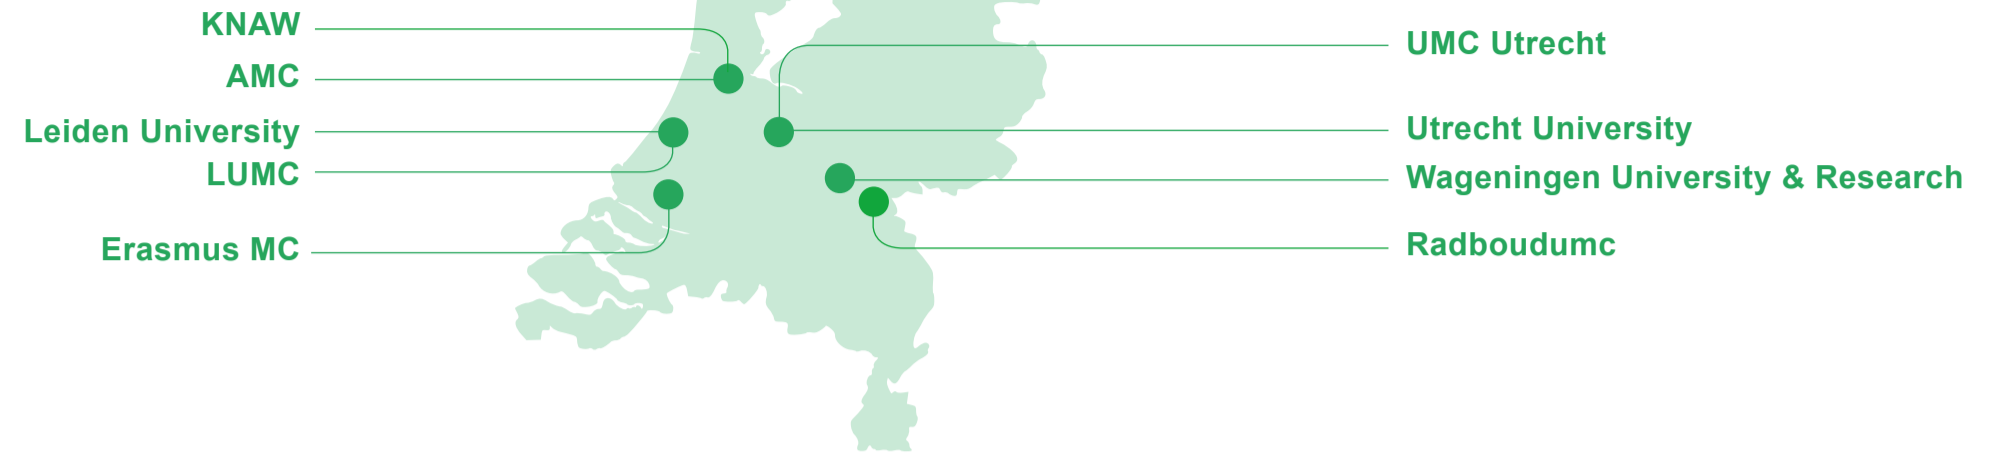 KNAW
AMC
Leiden University
LUMC
Erasmus MC
UMC Utrecht
Utrecht University
Wageningen University & Research
Radboudumc